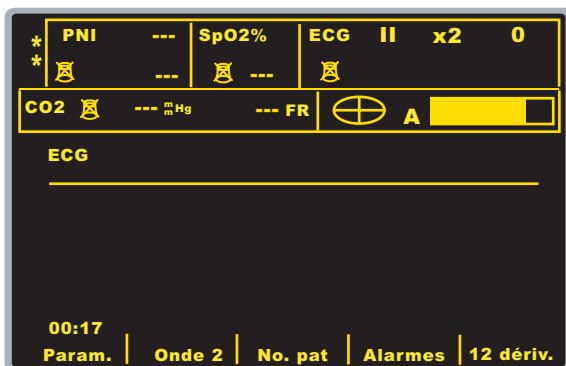 * PNI --- SpO2% ECG II x2 0
* --- ---
CO2 --- mmHg --- FR A
ECG
00:17
Param. Onde 2 No. pat Alarmes 12 dériv.